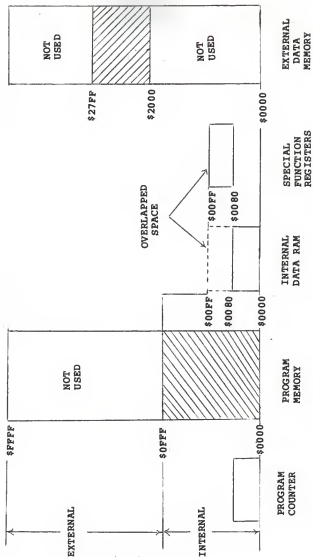 $FFFF
EXTERNAL
NOT
USED
$0FFF
INTERNAL
$0000
PROGRAM
COUNTER
PROGRAM
MEMORY
OVERLAPPED
SPACE
$00FF
$0080
$0000
INTERNAL
DATA RAM
$00FF
$0080
SPECIAL
FUNCTION
REGISTERS
NOT
USED
$27FF
$2000
NOT
USED
$0000
EXTERNAL
DATA
MEMORY